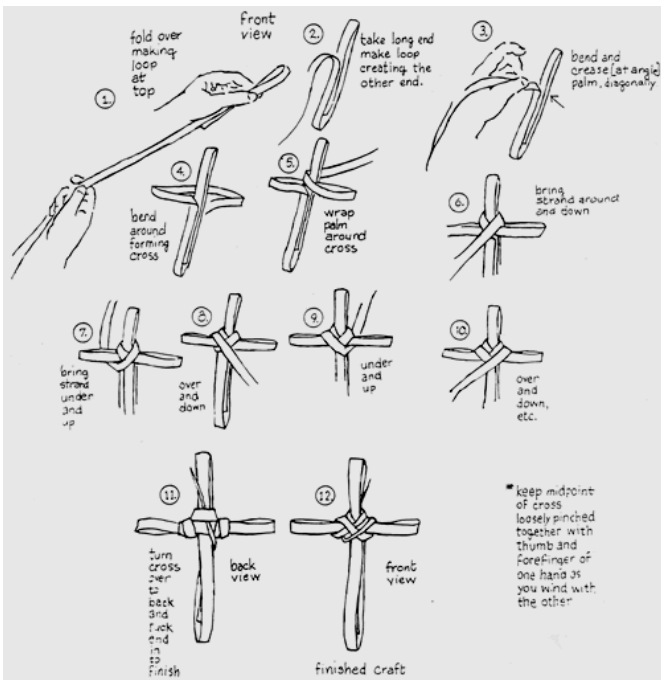 front
view
1.
fold over
making
loop
at
top
2.
take long end
make loop
creating the
other end.
3.
bend and
crease [at angle]
palm, diagonally
4.
bend
around
forming
cross
5.
wrap
palm
around
cross
6.
bring
strand around
and down
7.
bring
strand
under
and
up
8.
over
and
down
9.
under
and
up
10.
over
and
down,
etc.
11.
turn
cross
over
to
back
and
tuck
end
in
to
finish
back
view
12.
front
view
finished craft
*keep midpoint
of cross
loosely pinched
together with
thumb and
forefinger of
one hand as
you wind with
the other